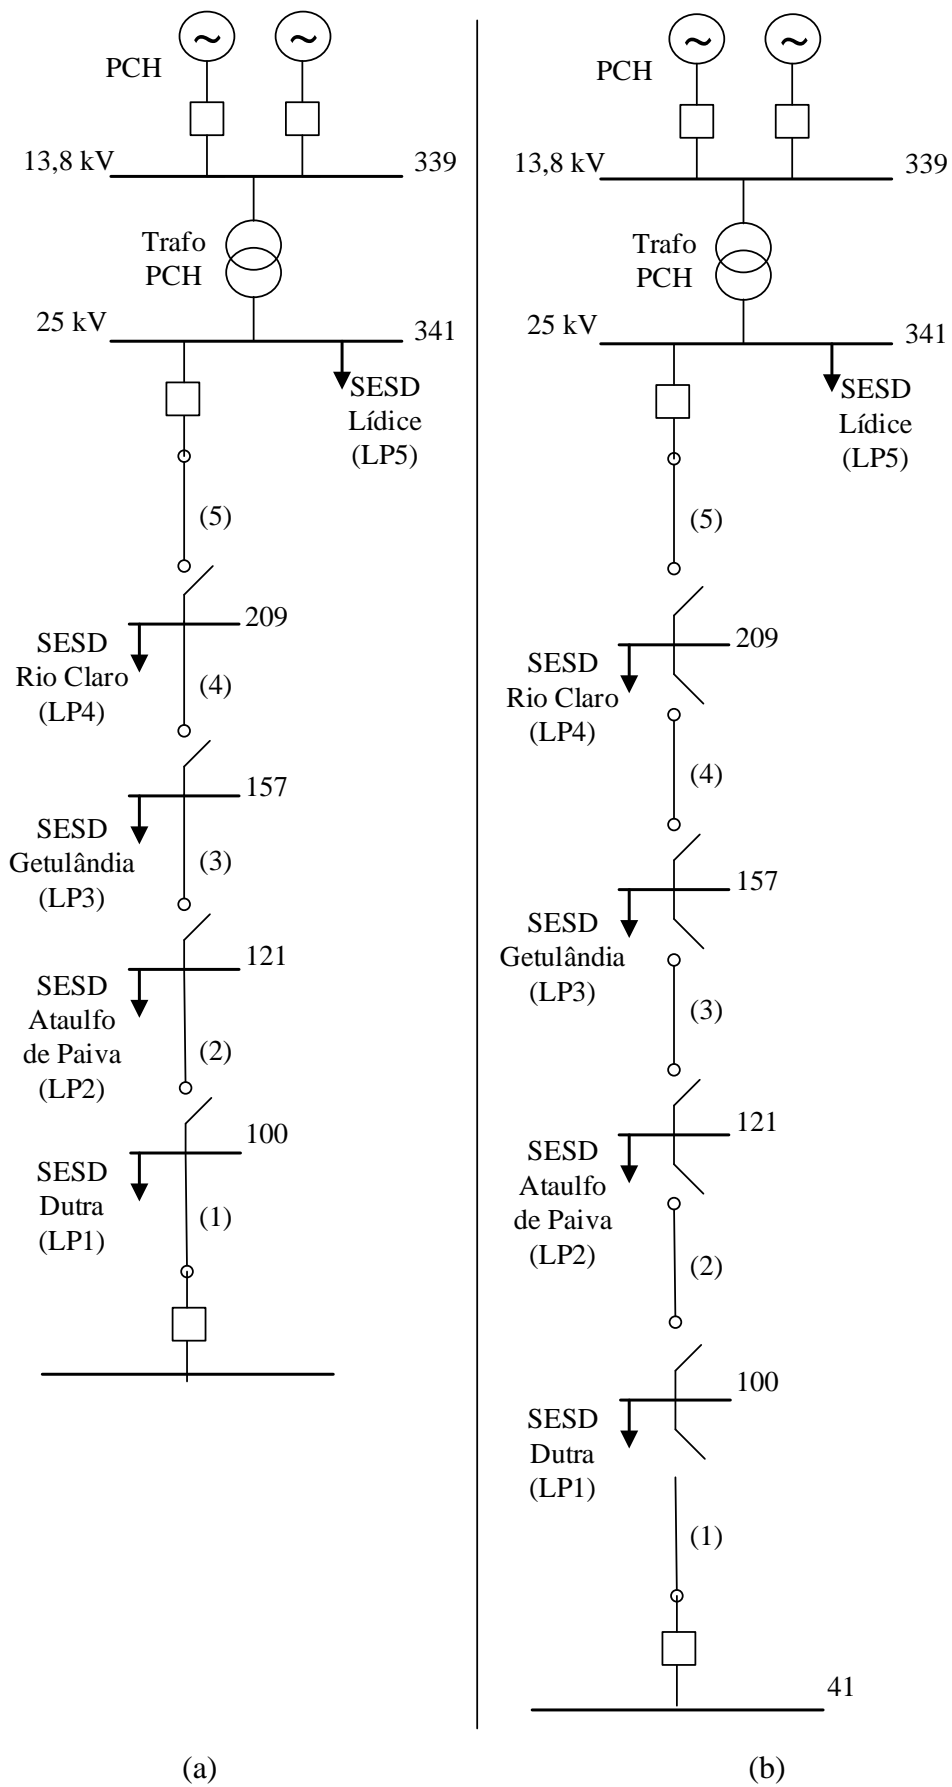 PCH
13,8 kV
339
Trafo
PCH
25 kV
341
SESD
Lídice
(LP5)
(5)
209
SESD
Rio Claro
(LP4)
(4)
157
SESD
Getulândia
(LP3)
(3)
121
SESD
Ataulfo
de Paiva
(LP2)
(2)
100
SESD
Dutra
(LP1)
(1)
(a)
PCH
13,8 kV
339
Trafo
PCH
25 kV
341
SESD
Lídice
(LP5)
(5)
209
SESD
Rio Claro
(LP4)
(4)
157
SESD
Getulândia
(LP3)
(3)
121
SESD
Ataulfo
de Paiva
(LP2)
(2)
100
SESD
Dutra
(LP1)
(1)
41
(b)